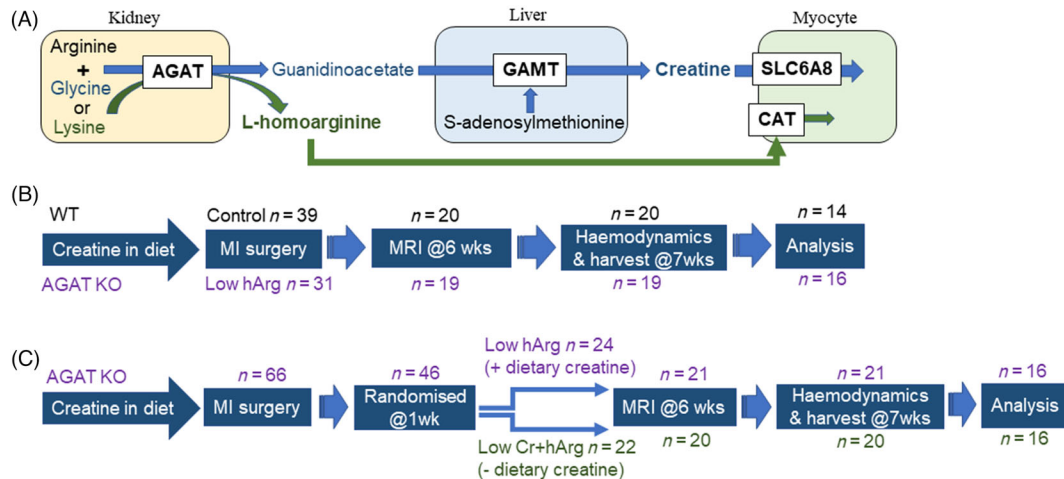 (A)
Kidney
Liver
Myocyte
Arginine
+
Glycine
or
Lysine
AGAT
Guanidinoacetate
GAMT
Creatine
SLC6A8
L-homoarginine
S-adenosylmethionine
CAT
(B)
WT
Creatine in diet
AGAT KO
Control n = 39
MI surgery
Low hArg n = 31
n = 20
MRI @6 wks
n = 19
n = 20
Haemodynamics
& harvest @7wks
n = 19
n = 14
Analysis
n = 16
(C)
AGAT KO
Creatine in diet
n = 66
MI surgery
n = 46
Randomised
@1wk
Low hArg n = 24
(+ dietary creatine)
Low Cr+hArg n = 22
(- dietary creatine)
n = 21
MRI @6 wks
n = 20
n = 21
Haemodynamics
& harvest @7wks
n = 20
n = 16
Analysis
n = 16